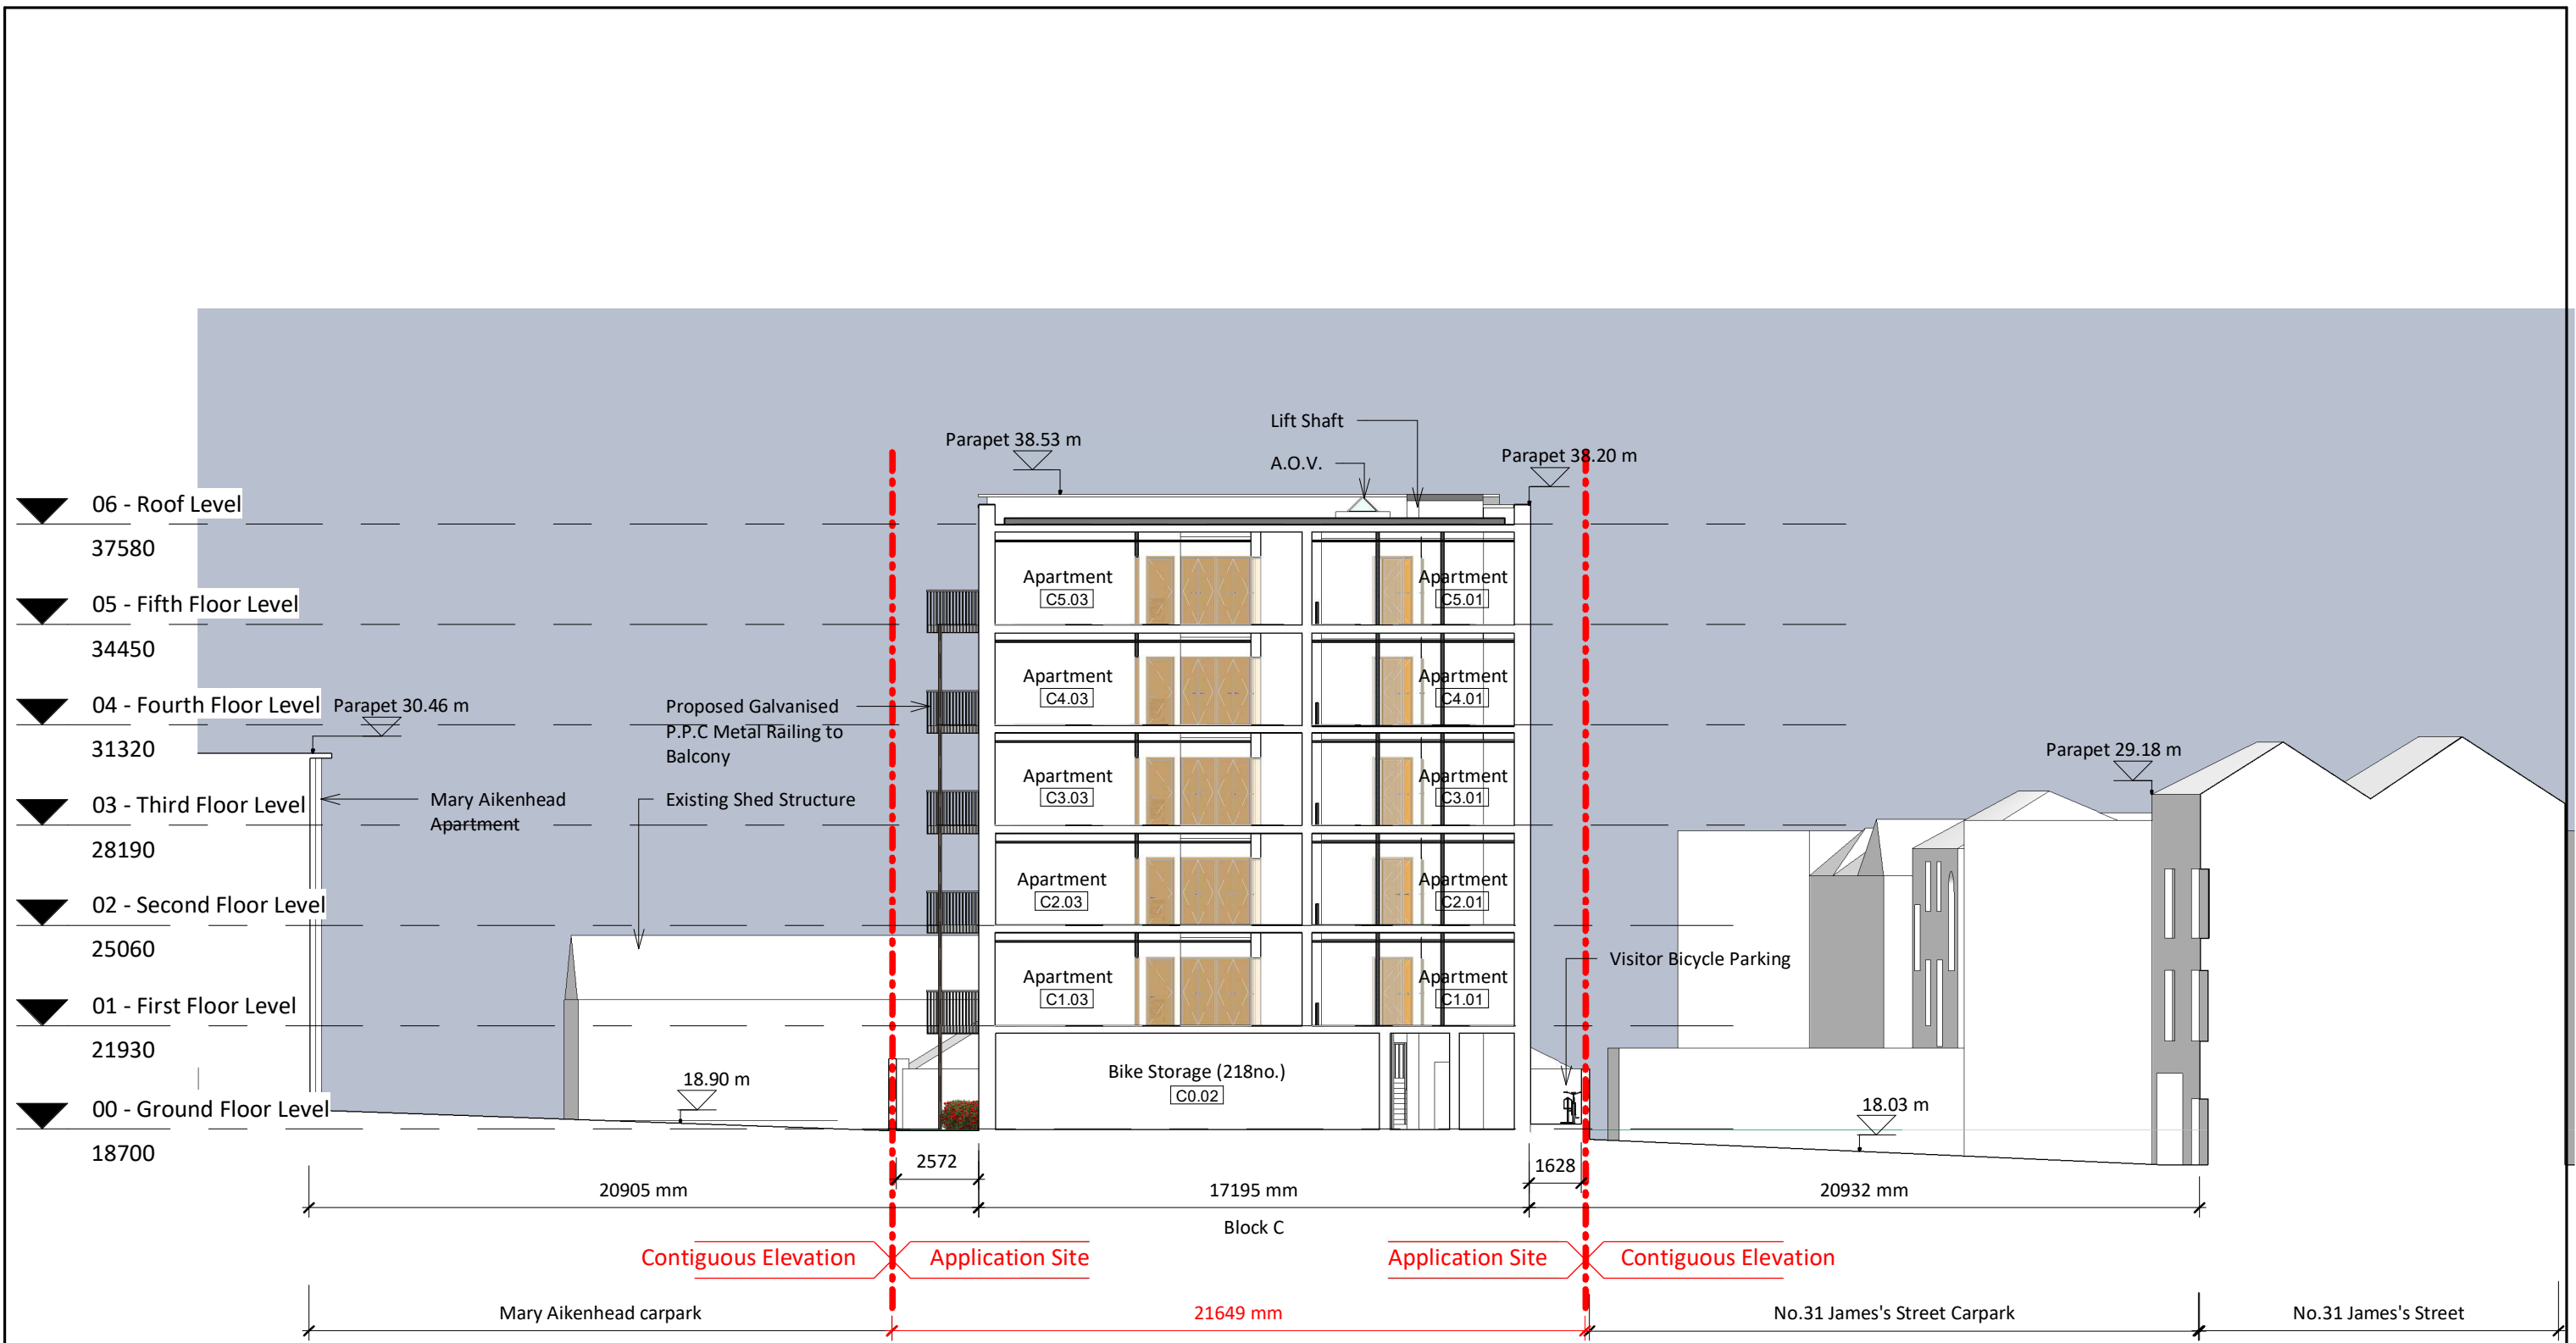 Lift Shaft
Parapet 38.53 m
A.O.V.
Parapet 38.20 m
06 - Roof Level
37580
05 - Fifth Floor Level
34450
04 - Fourth Floor Level
31320
03 - Third Floor Level
28190
02 - Second Floor Level
25060
01 - First Floor Level
21930
00 - Ground Floor Level
18700
Parapet 30.46 m
Mary Aikenhead
Apartment
Proposed Galvanised
P.P.C Metal Railing to
Balcony
Existing Shed Structure
18.90 m
Apartment
C5.03
Apartment
C5.01
Apartment
C4.03
Apartment
C4.01
Apartment
C3.03
Apartment
C3.01
Apartment
C2.03
Apartment
C2.01
Apartment
C1.03
Apartment
C1.01
Bike Storage (218no.)
C0.02
Parapet 29.18 m
Visitor Bicycle Parking
18.03 m
2572
1628
20905 mm
17195 mm
20932 mm
Block C
Contiguous Elevation
Application Site
Application Site
Contiguous Elevation
Mary Aikenhead carpark
21649 mm
No.31 James's Street Carpark
No.31 James's Street